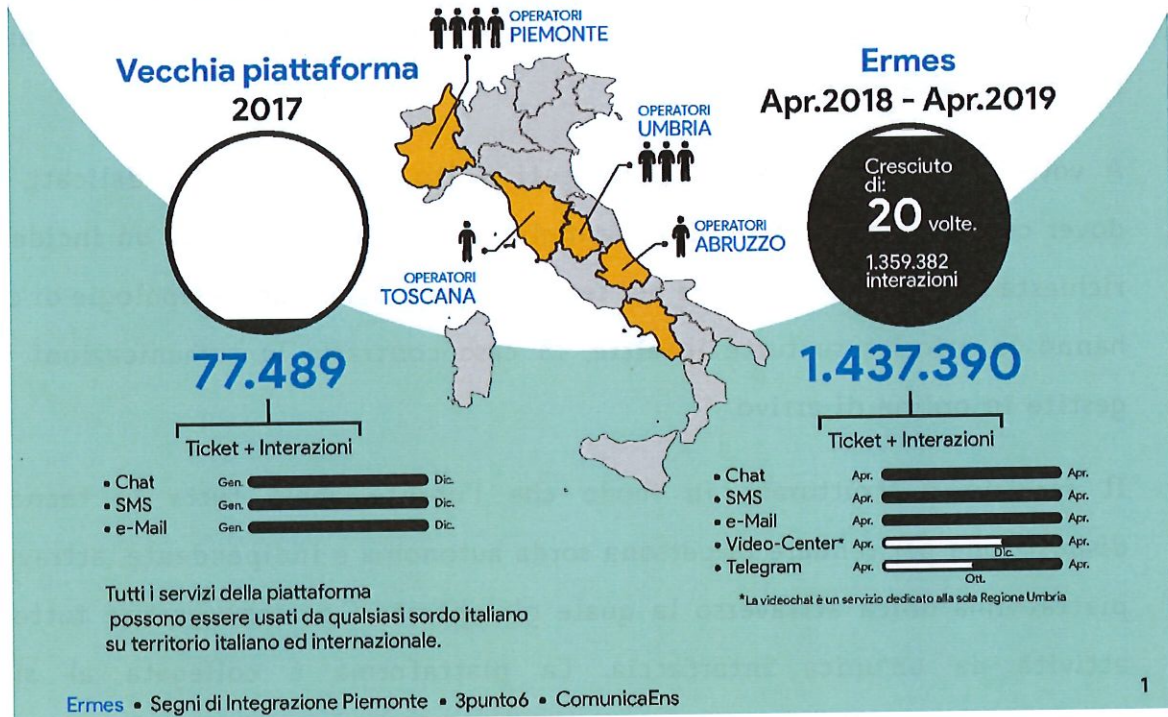 OPERATORI
PIEMONTE
Vecchia piattaforma
2017
Ermes
Apr.2018 - Apr.2019
OPERATORI
UMBRIA
OPERATORI
ABRUZZO
OPERATORI
TOSCANA
Cresciuto
di:
20 volte.
1.359.382
interazioni
77.489
Ticket + Interazioni
• Chat Gen. Dic.
• SMS Gen. Dic.
• e-Mail Gen. Dic.
1.437.390
Ticket + Interazioni
• Chat Apr. Apr.
• SMS Apr. Apr.
• e-Mail Apr. Apr.
• Video-Center* Apr. Dic. Apr.
• Telegram Apr. Ott. Apr.
*La videochat è un servizio dedicato alla sola Regione Umbria
Tutti i servizi della piattaforma
possono essere usati da qualsiasi sordo italiano
su territorio italiano ed internazionale.
Ermes • Segni di Integrazione Piemonte • 3punto6 • ComunicaEns
1